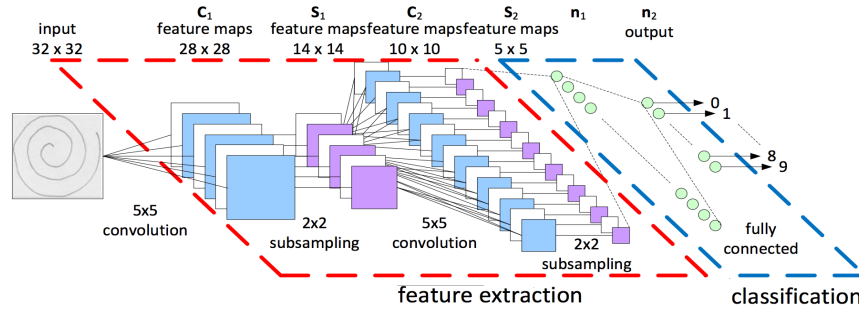 C1
S1
C2
S2
n1
n2
input
feature maps
feature maps
feature maps
feature maps
output
32 x 32
28 x 28
14 x 14
10 x 10
5 x 5
0
1
8
9
5x5
convolution
2x2
subsampling
5x5
convolution
2x2
subsampling
fully
connected
feature extraction
classification